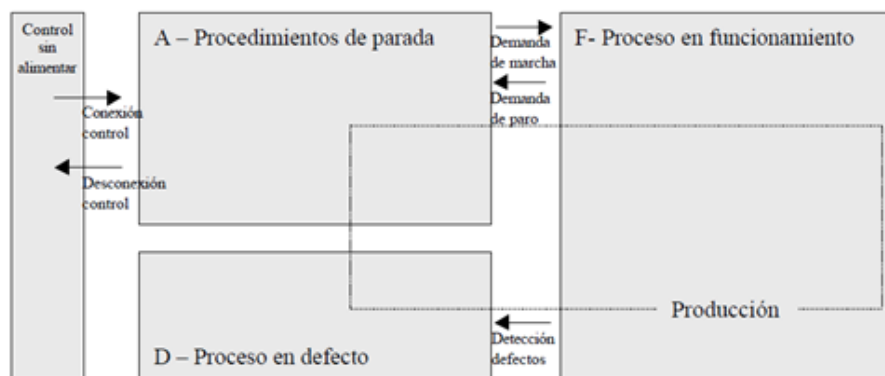 Control
sin
alimentar
Conexión
control
Desconexión
control
A – Procedimientos de parada
Demanda
de marcha
Demanda
de paro
F- Proceso en funcionamiento
D – Proceso en defecto
Detección
defectos
Producción